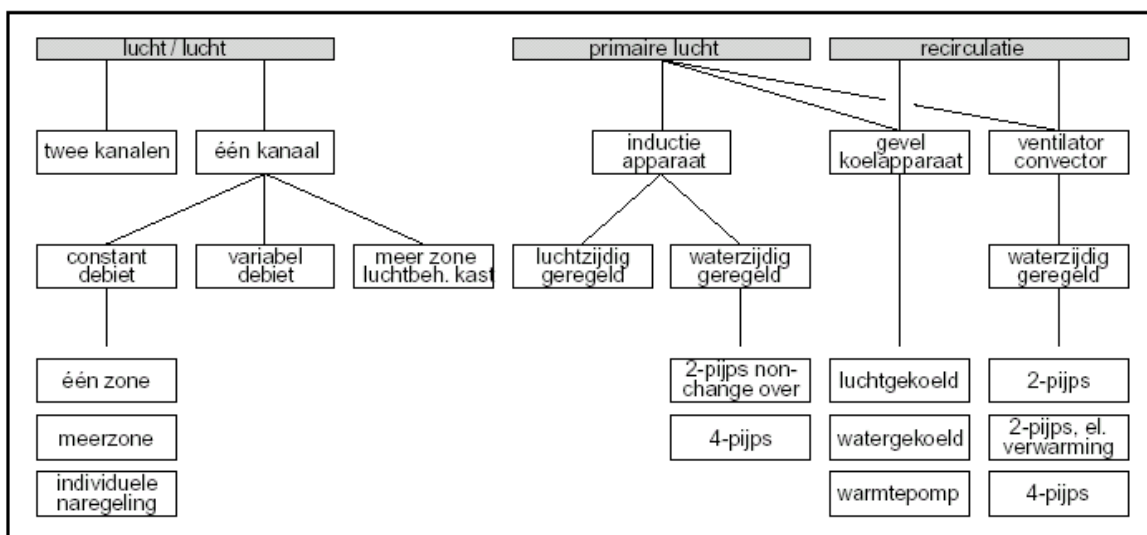 lucht / lucht
primaire lucht
recirculatie
twee kanalen
één kanaal
inductie
apparaat
gevel
koelapparaat
ventilator
convector
constant
debiet
variabel
debiet
meer zone
luchtbeh. kast
luchtzijdig
geregeld
waterzijdig
geregeld
waterzijdig
geregeld
één zone
2-pijps non-
change over
luchtgekoeld
2-pijps
meerzone
4-pijps
watergekoeld
2-pijps, el.
verwarming
individuele
naregeling
warmtepomp
4-pijps